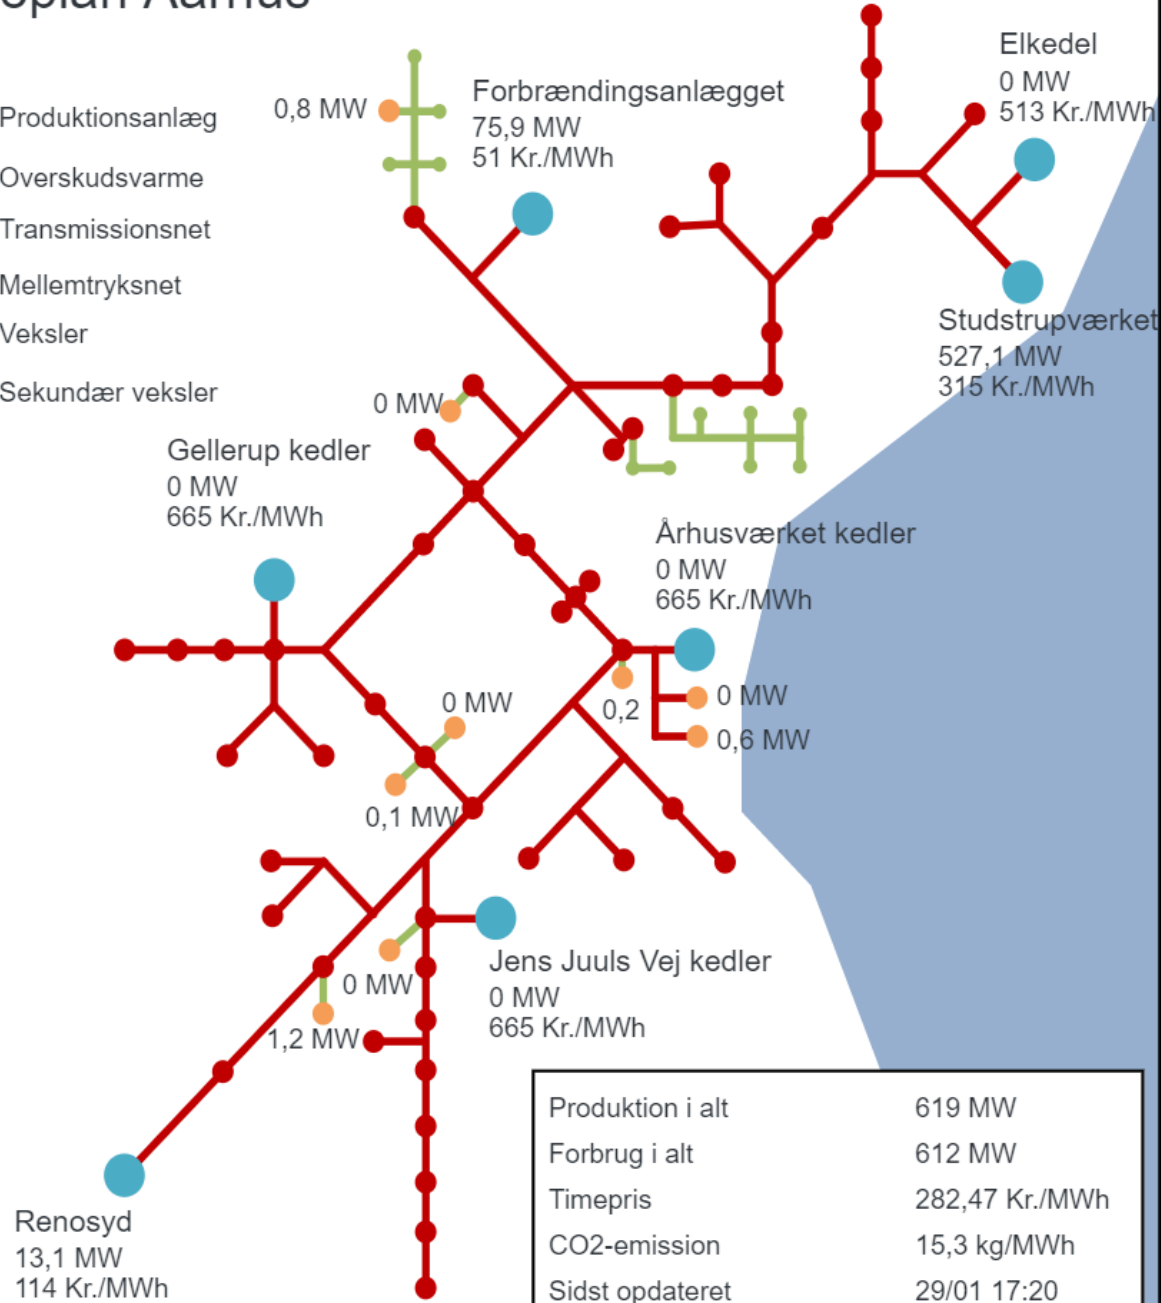 Aarhus
Produktionsanlæg
Overskudsvarme
Transmissionsnet
Mellemtryksnet
Veksler
Sekundær veksler
0,8 MW
Forbrændingsanlægget
75,9 MW
51 Kr./MWh
Elkedel
0 MW
513 Kr./MWh
Studstrupværket
527,1 MW
315 Kr./MWh
0 MW
Gellerup kedler
0 MW
665 Kr./MWh
Århusværket kedler
0 MW
665 Kr./MWh
0,2
0 MW
0,6 MW
0 MW
0,1 MW
Jens Juuls Vej kedler
0 MW
665 Kr./MWh
0 MW
1,2 MW
Renosyd
13,1 MW
114 Kr./MWh
Produktion i alt 619 MW
Forbrug i alt 612 MW
Timepris 282,47 Kr./MWh
CO2-emission 15,3 kg/MWh
Sidst opdateret 29/01 17:20